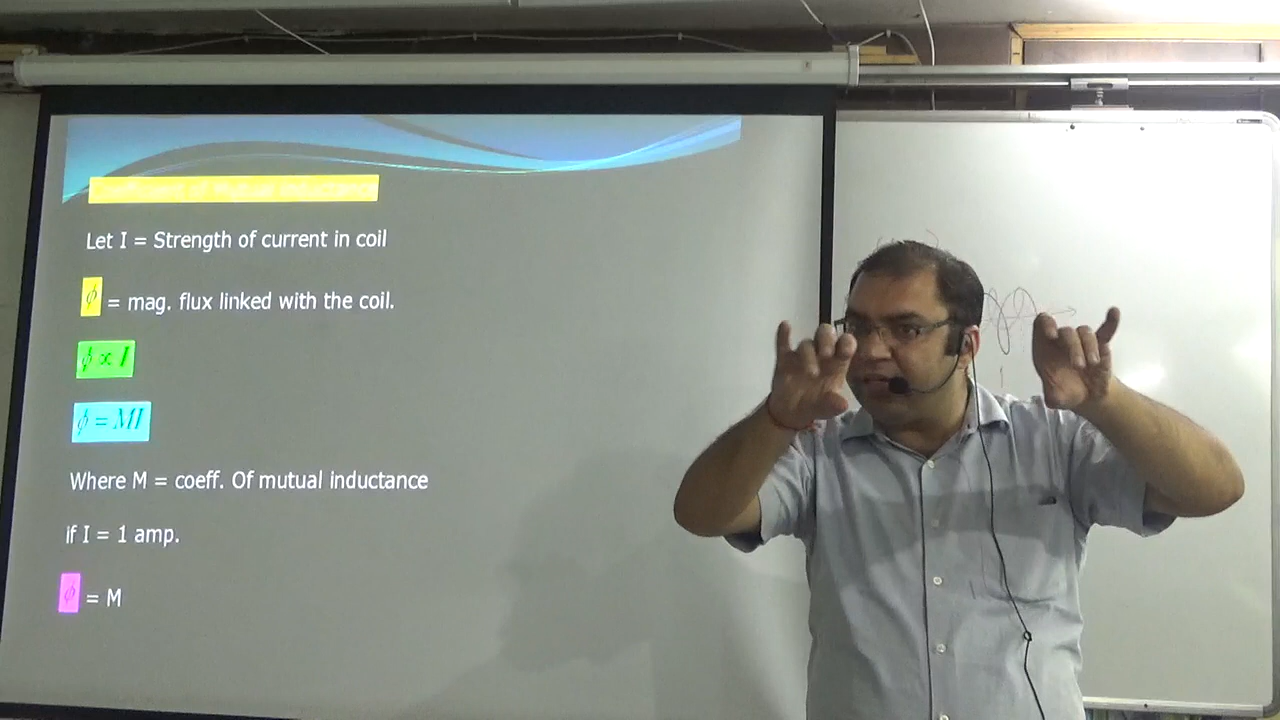 Coefficient of Mutual Inductance
Let I = Strength of current in coil
ϕ = mag. flux linked with the coil.
ϕ ∝ I
ϕ = MI
Where M = coeff. Of mutual inductance
if I = 1 amp.
ϕ = M